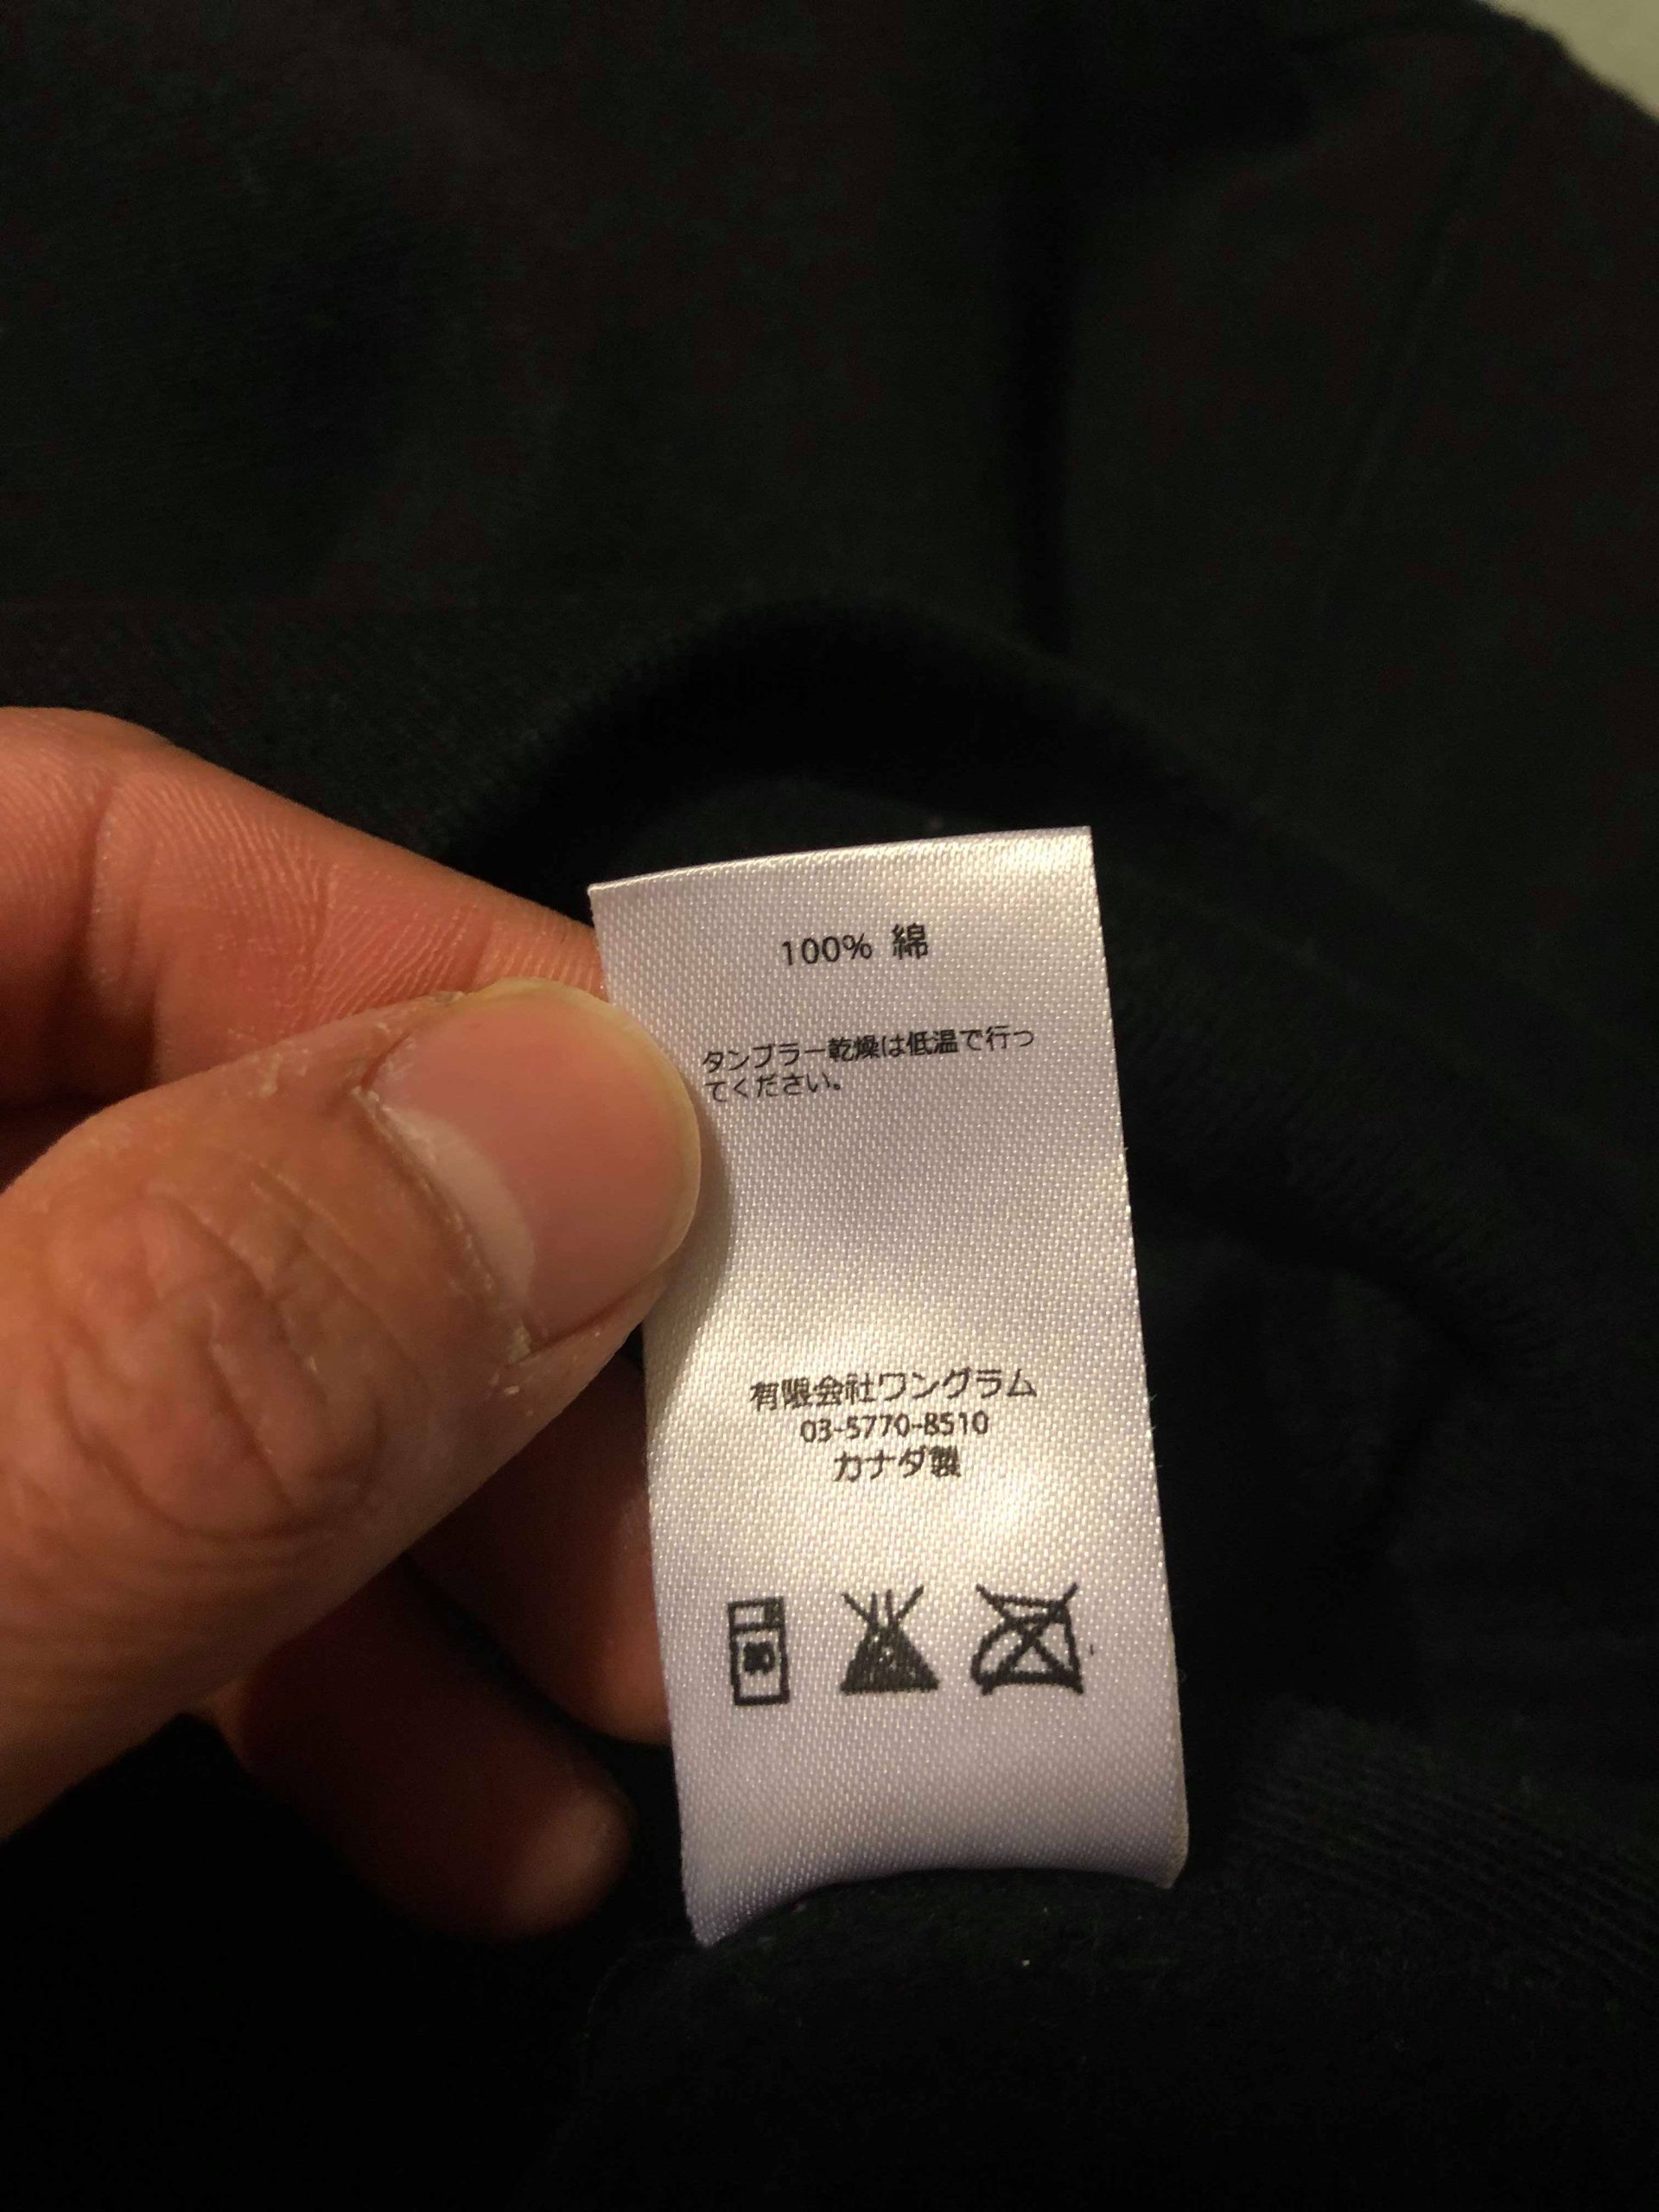 100% 綿
タンブラー乾燥は低温で行っ
てください。
有限会社ワングラム
03-5770-8510
カナダ製